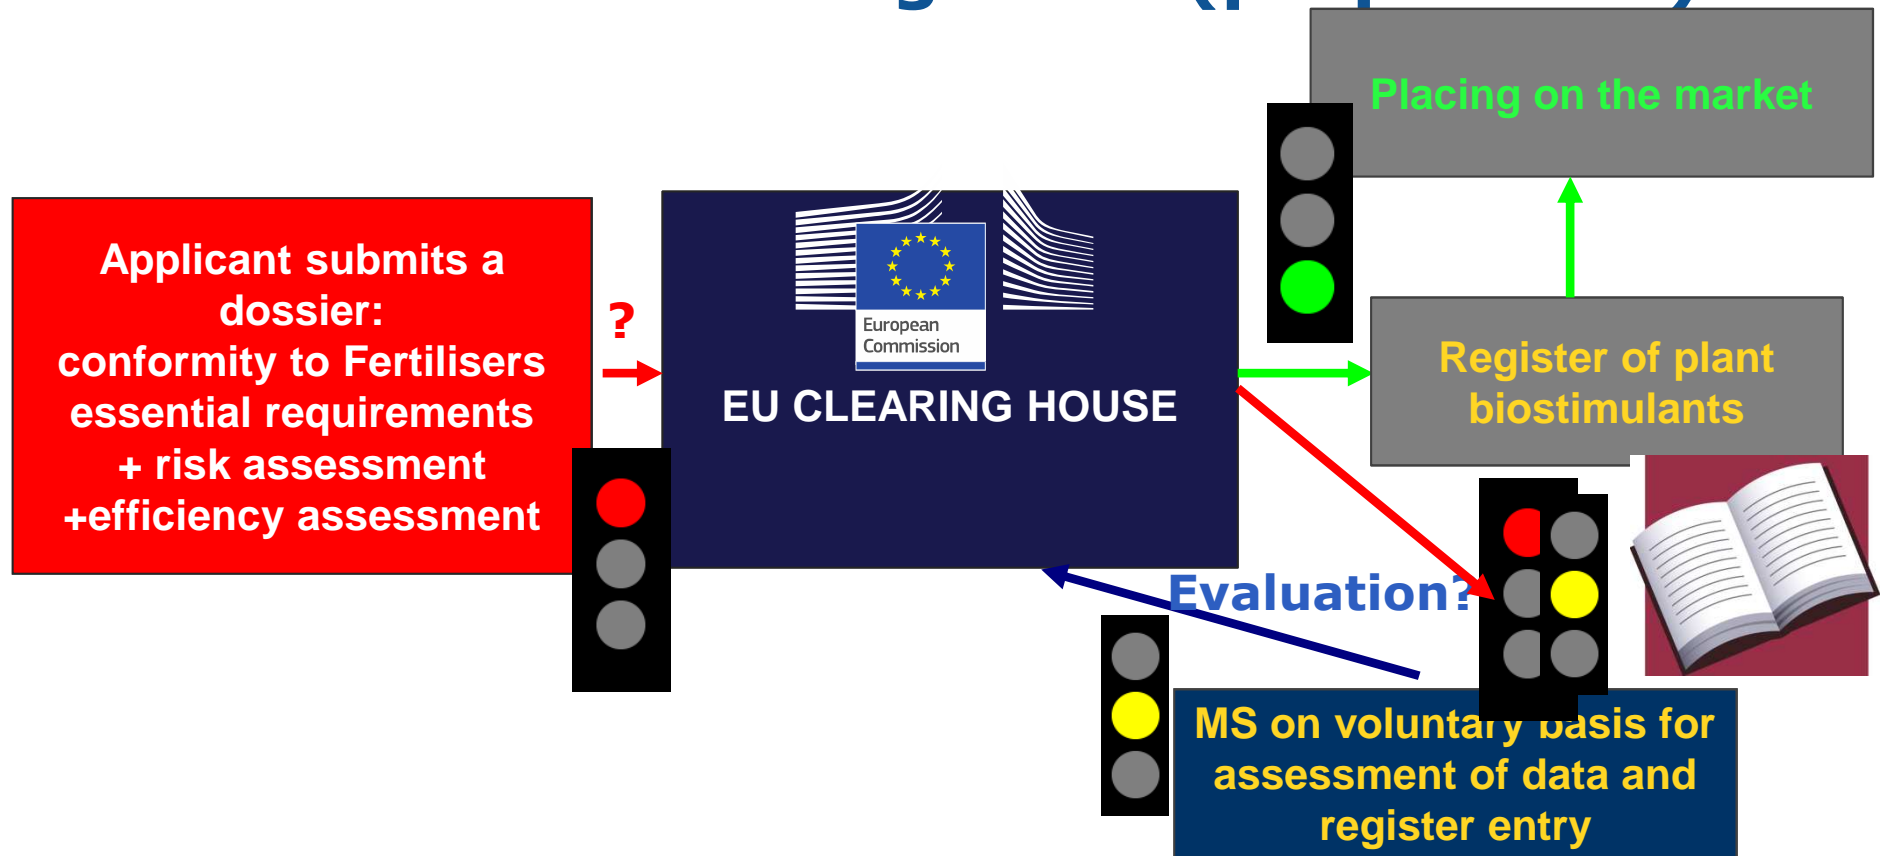 Placing on the market
Applicant submits a
dossier:
conformity to Fertilisers
essential requirements
+ risk assessment
+efficiency assessment
?
European
Commission
EU CLEARING HOUSE
Register of plant
biostimulants
Evaluation?
MS on voluntary basis for
assessment of data and
register entry